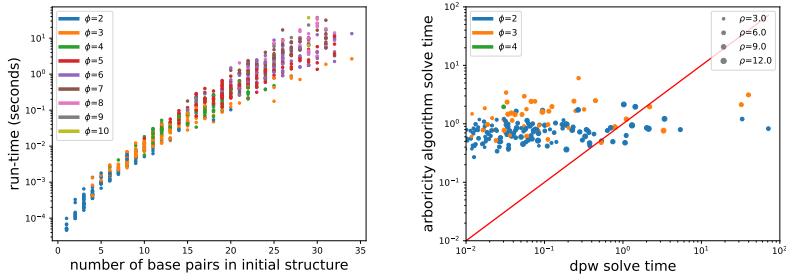 ϕ=2
ϕ=3
ϕ=4
ϕ=5
ϕ=6
ϕ=7
ϕ=8
ϕ=9
ϕ=10
10¹
10⁰
10⁻¹
10⁻²
10⁻³
10⁻⁴
run-time (seconds)
0 5 10 15 20 25 30 35
number of base pairs in initial structure
ϕ=2
ϕ=3
ϕ=4
ρ=3.0
ρ=6.0
ρ=9.0
ρ=12.0
10²
10¹
10⁰
10⁻¹
10⁻²
arboricity algorithm solve time
10⁻² 10⁻¹ 10⁰ 10¹ 10²
dpw solve time